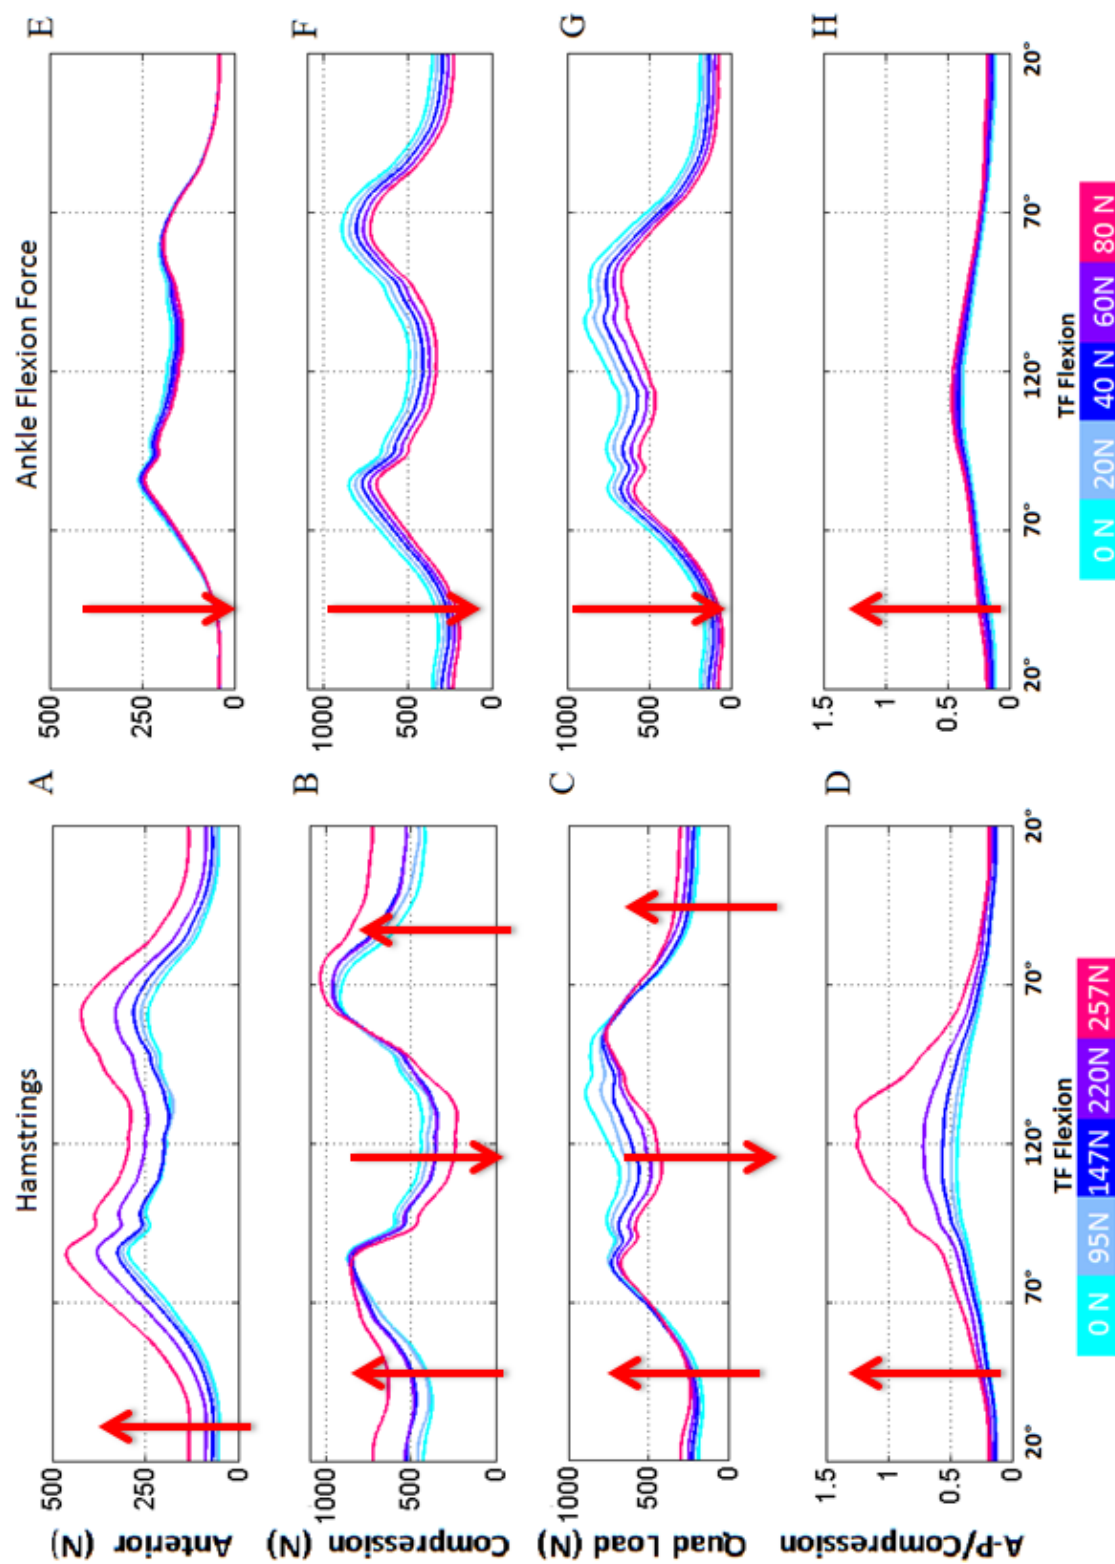 Hamstrings
Ankle Flexion Force
A
E
Anterior (N)
500
250
0
500
250
0
B
F
Compression (N)
1000
500
0
1000
500
0
C
G
Quad Load (N)
1000
500
0
1000
500
0
D
H
A-P/Compression
1.5
1
0.5
0
1.5
1
0.5
0
20° 70° 120° 70° 20°
20° 70° 120° 70° 20°
TF Flexion
TF Flexion
0 N 95N 147N 220N 257N
0 N 20N 40 N 60N 80 N